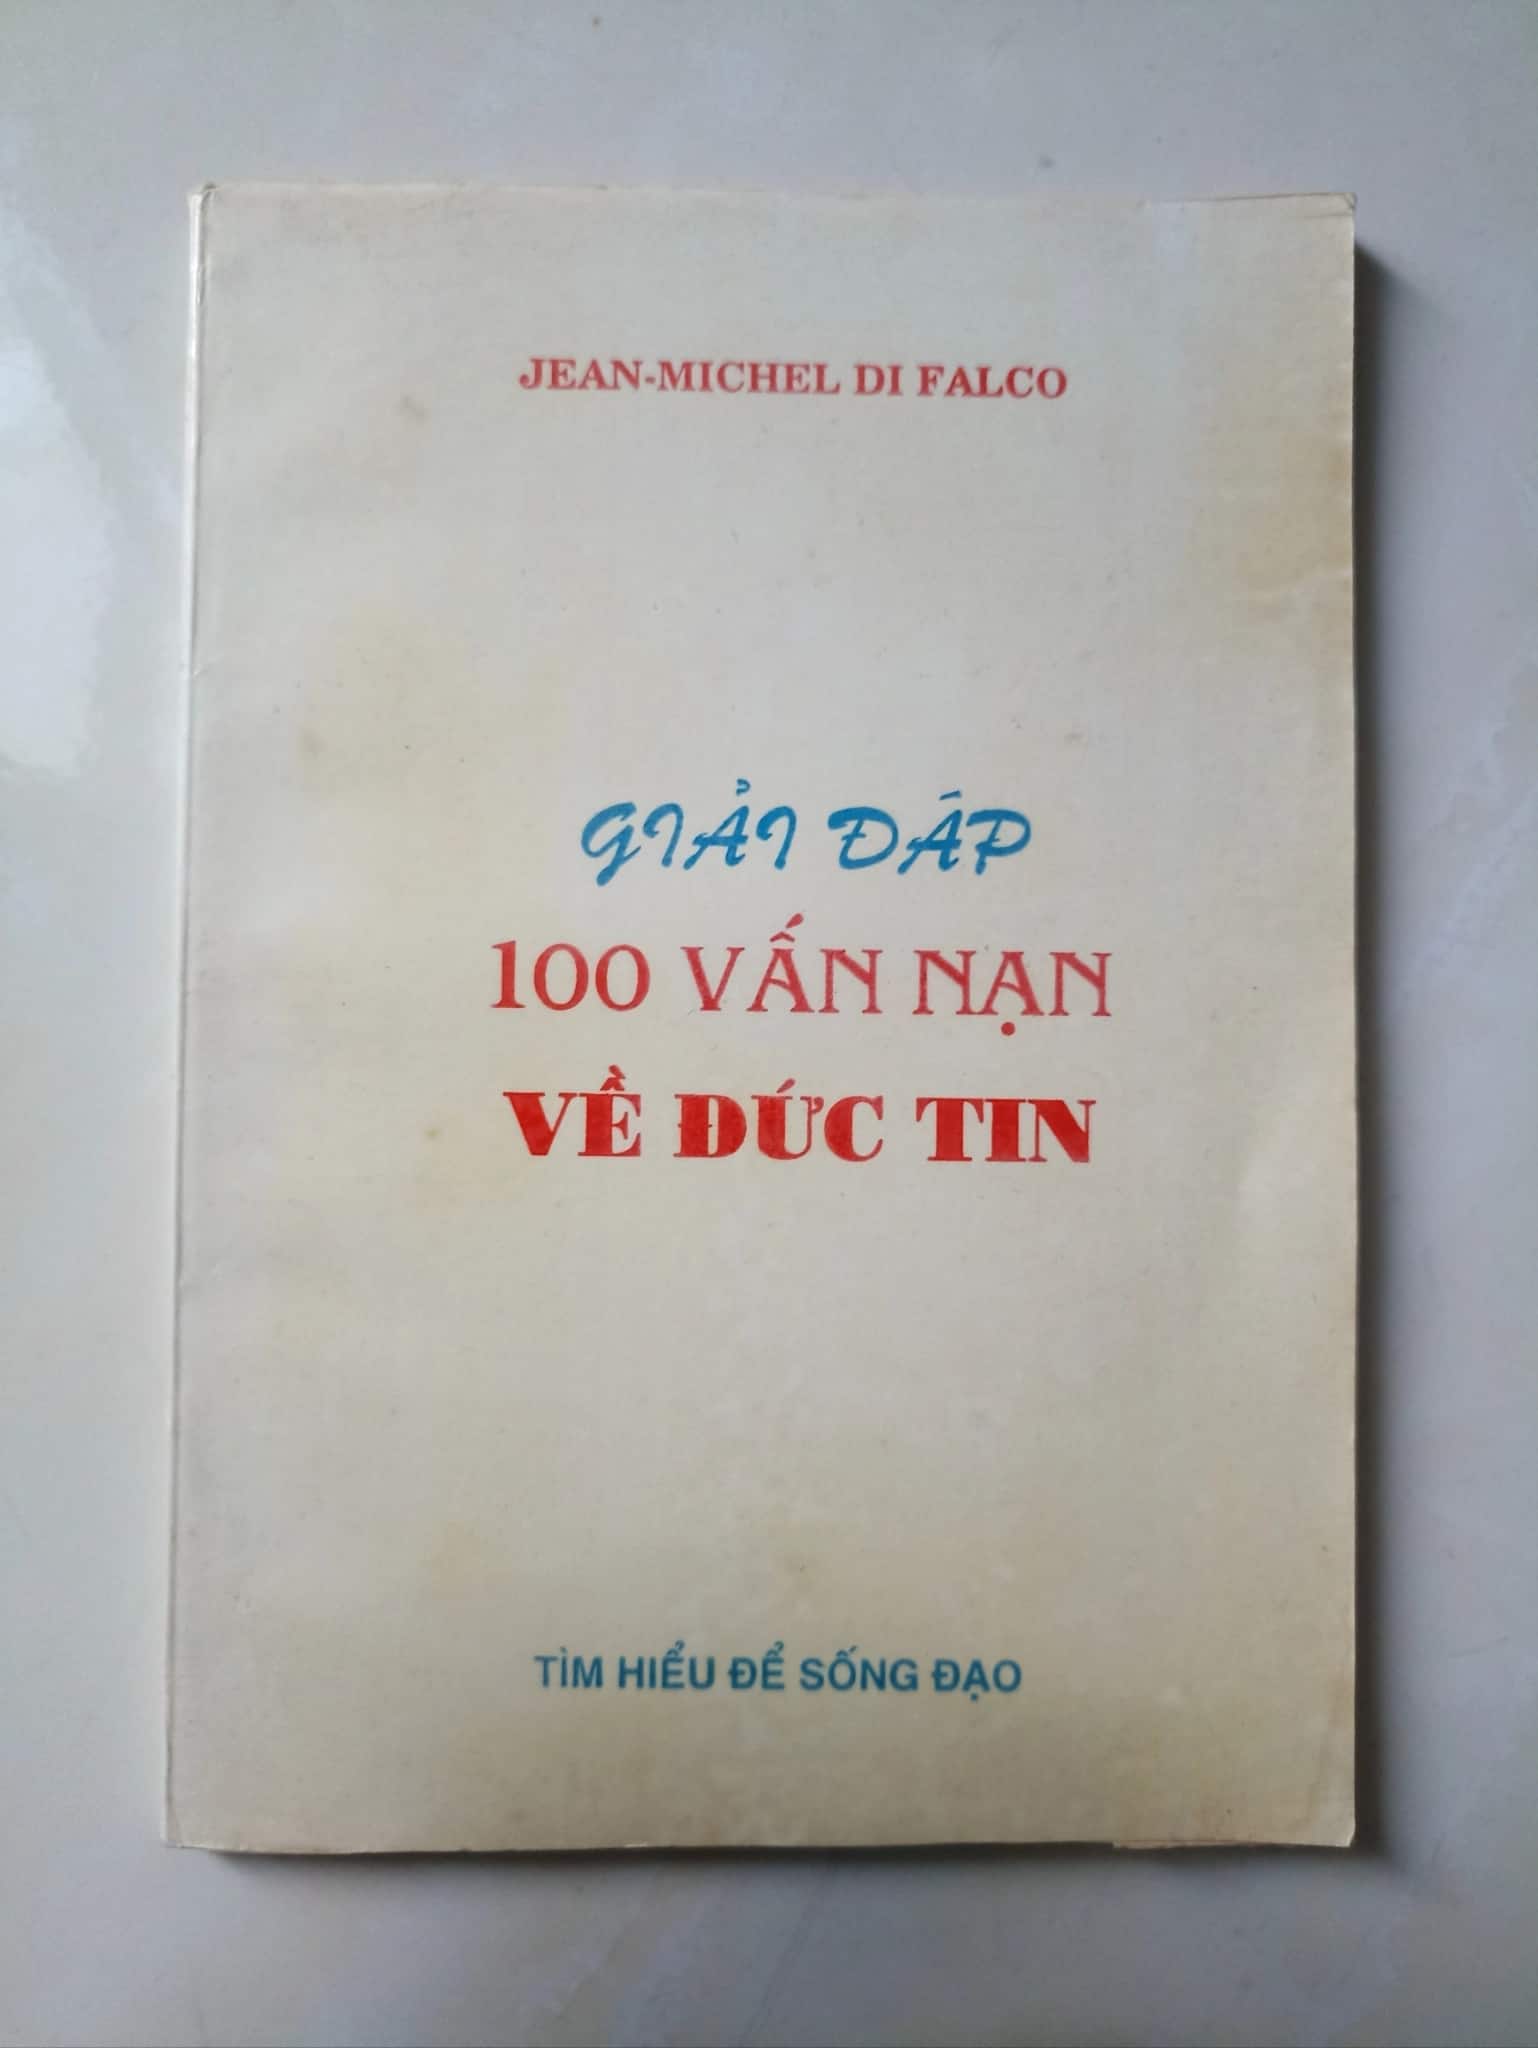 JEAN-MICHEL DI FALCO
GIẢI ĐÁP
100 VẤN NẠN
VỀ ĐỨC TIN
TÌM HIỂU ĐỂ SỐNG ĐẠO